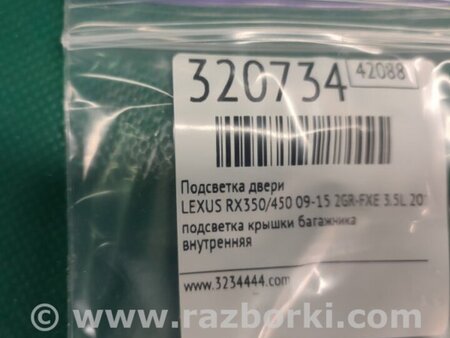 320734 42088
Подсветка двери
LEXUS RX350/450 09-15 2GR-FXE 3.5L 20
подсветка крышки багажника
внутренняя
www.3234444.com
© www.razborki.com